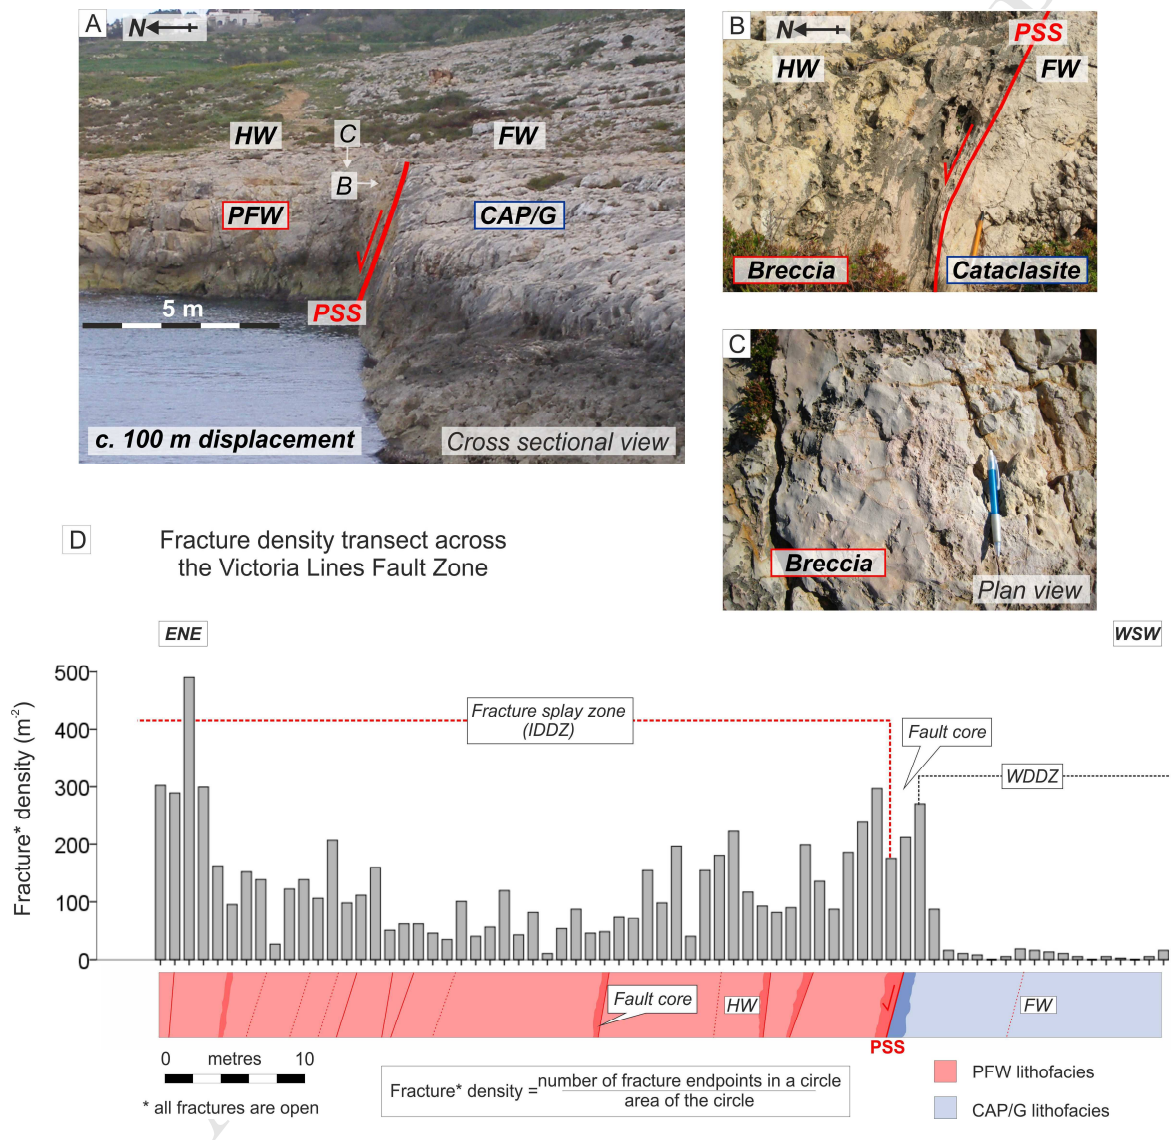 A
N
HW
C
FW
B
PFW
CAP/G
5 m
PSS
c. 100 m displacement
Cross sectional view
B
N
PSS
HW
FW
Breccia
Cataclasite
C
Breccia
Plan view
D
Fracture density transect across
the Victoria Lines Fault Zone
ENE
WSW
Fracture* density (m-2)
500
400
300
200
100
0
Fracture splay zone
(IDDZ)
Fault core
WDDZ
Fault core
HW
FW
PSS
0 metres 10
* all fractures are open
Fracture* density = number of fracture endpoints in a circle
area of the circle
PFW lithofacies
CAP/G lithofacies